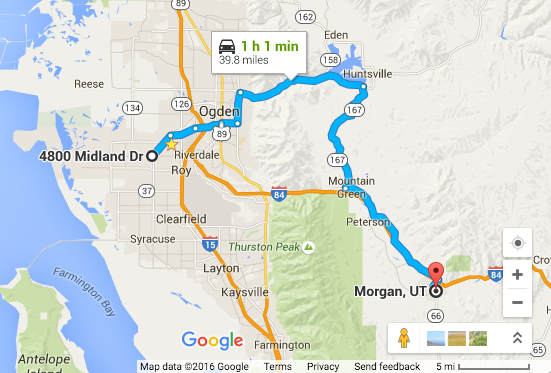 162
Eden
1 h 1 min
39.8 miles
158
Huntsville
Reese
134
126
Ogden
167
89
4800 Midland Dr
Riverdale
Roy
167
37
84
Mountain
Green
Clearfield
Peterson
Syracuse
15
Thurston Peak
Layton
84
Morgan, UT
Kaysville
Farmington Bay
66
Google
Farmington
Antelope
Island
Map data ©2016 Google
Terms
Privacy
Send feedback
5 mi